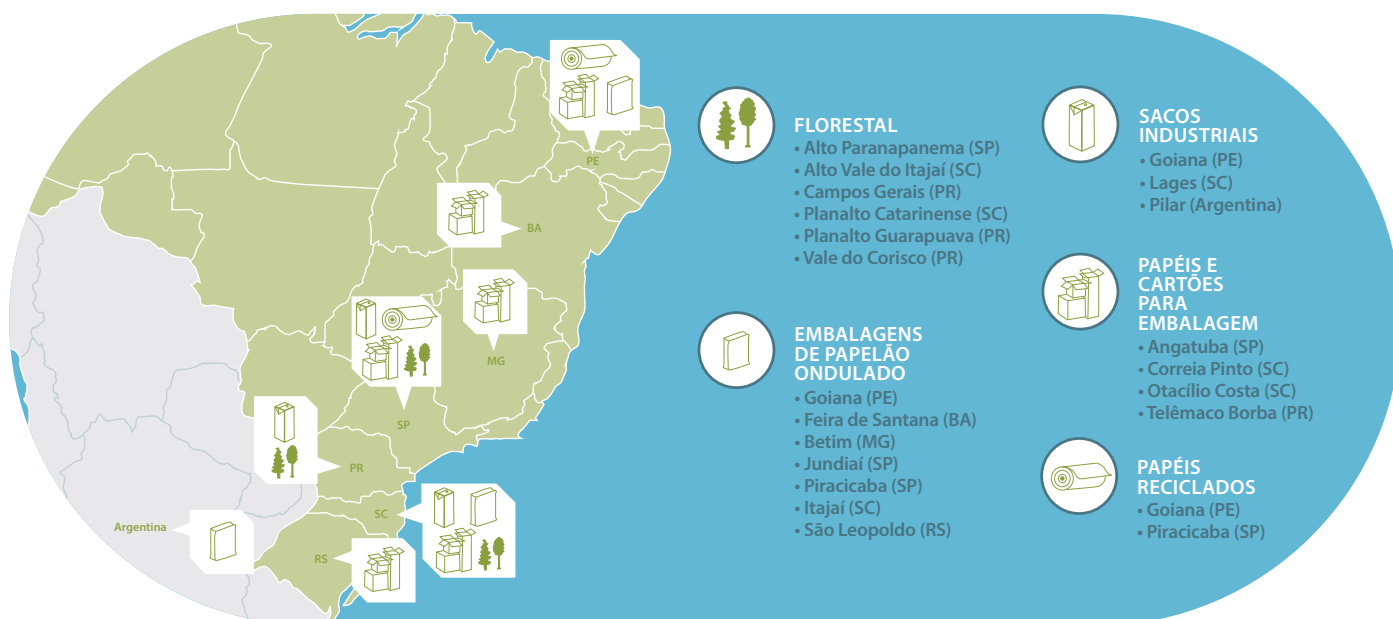 PE
BA
MG
SP
PR
SC
Argentina
RS
FLORESTAL
• Alto Paranapanema (SP)
• Alto Vale do Itajaí (SC)
• Campos Gerais (PR)
• Planalto Catarinense (SC)
• Planalto Guarapuava (PR)
• Vale do Corisco (PR)
EMBALAGENS
DE PAPELÃO
ONDULADO
• Goiana (PE)
• Feira de Santana (BA)
• Betim (MG)
• Jundiaí (SP)
• Piracicaba (SP)
• Itajaí (SC)
• São Leopoldo (RS)
SACOS
INDUSTRIAIS
• Goiana (PE)
• Lages (SC)
• Pilar (Argentina)
PAPÉIS E
CARTÕES
PARA
EMBALAGEM
• Angatuba (SP)
• Correia Pinto (SC)
• Otacílio Costa (SC)
• Telêmaco Borba (PR)
PAPÉIS
RECICLADOS
• Goiana (PE)
• Piracicaba (SP)